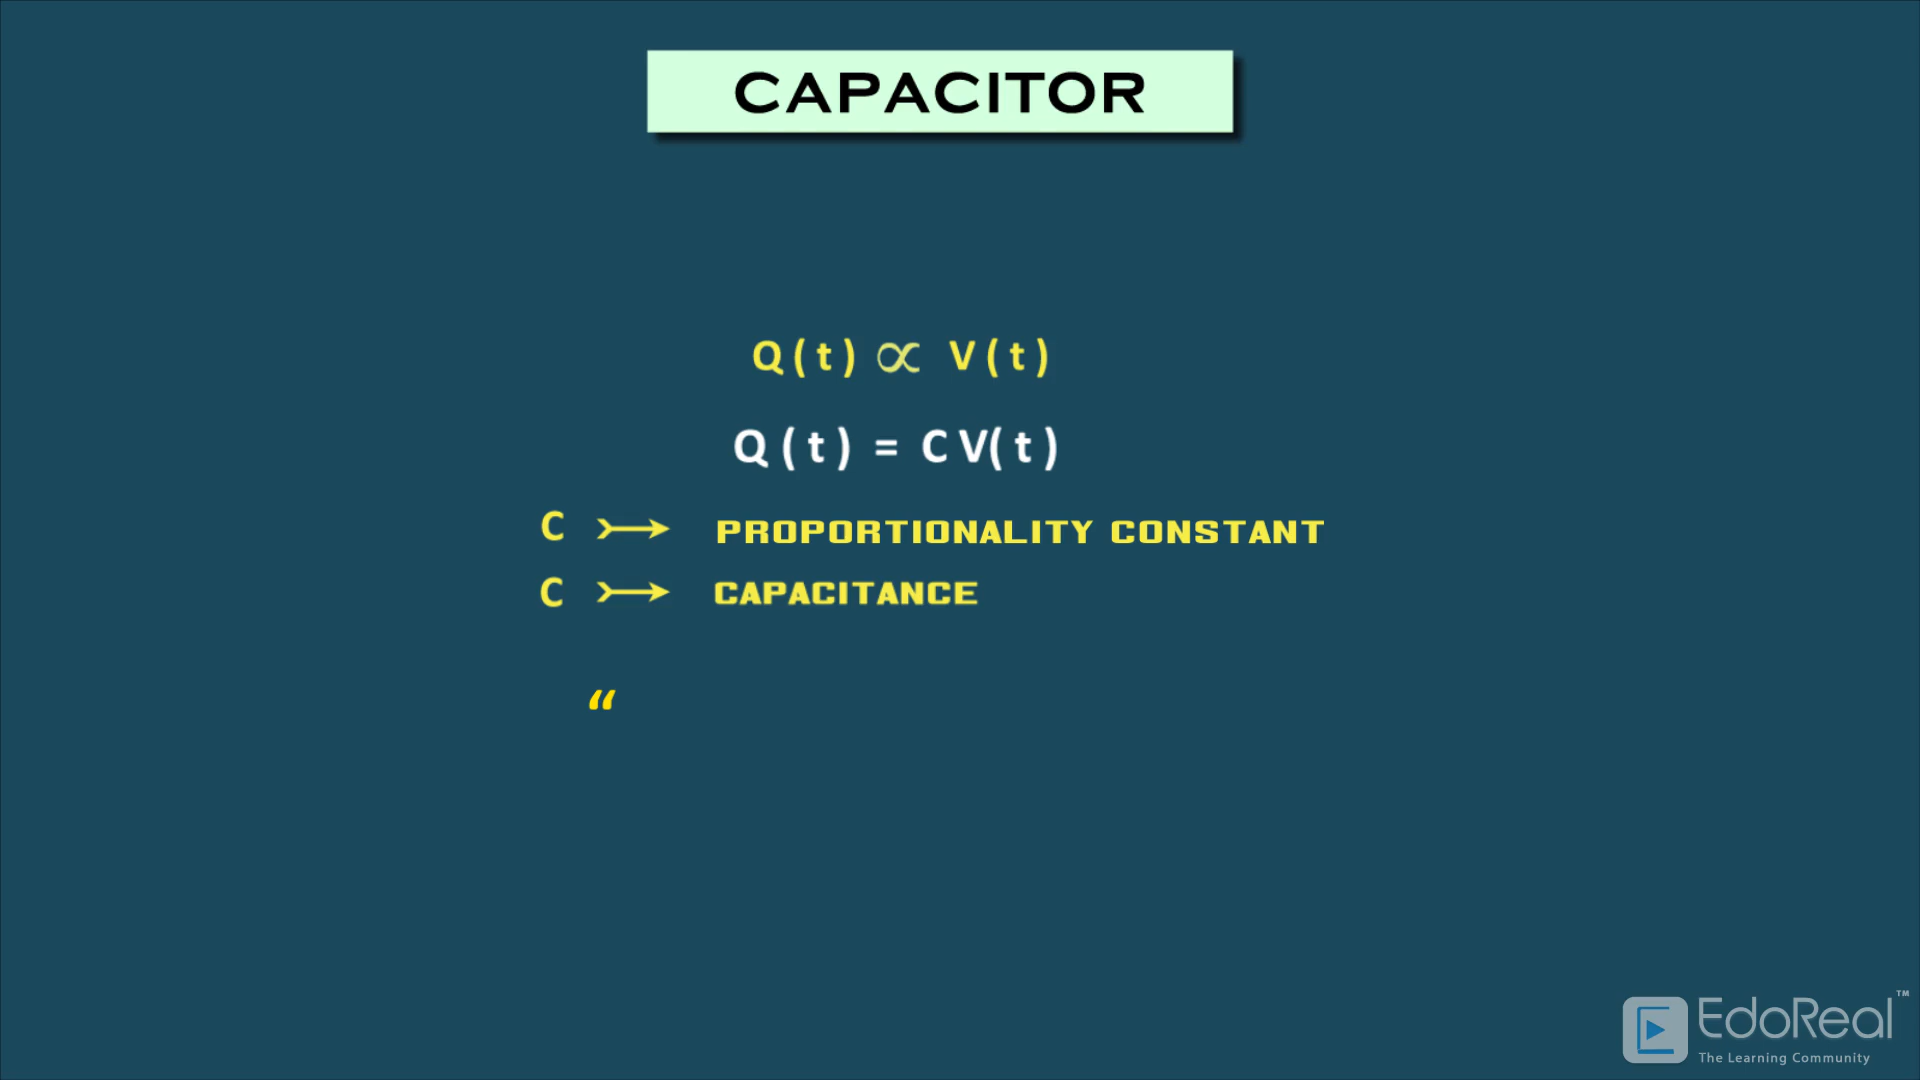 CAPACITOR
Q(t) ∝ V(t)
Q(t) = CV(t)
C ⤐ PROPORTIONALITY CONSTANT
C ⤐ CAPACITANCE
“
EdoReal™
The Learning Community